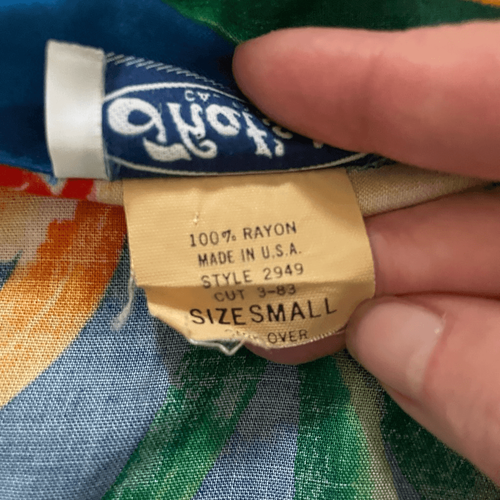 100% RAYON
MADE IN U.S.A.
STYLE 2949
CUT 3-83
SIZE SMALL
OVER